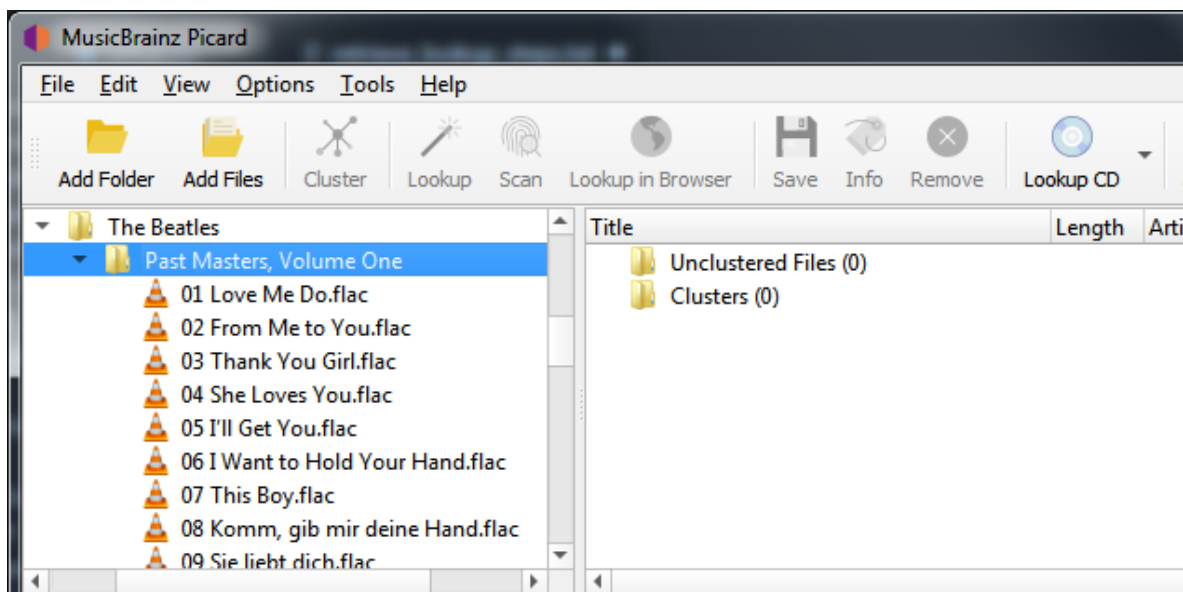 MusicBrainz Picard
File Edit View Options Tools Help
Add Folder Add Files Cluster Lookup Scan Lookup in Browser Save Info Remove Lookup CD
The Beatles
Past Masters, Volume One
01 Love Me Do.flac
02 From Me to You.flac
03 Thank You Girl.flac
04 She Loves You.flac
05 I'll Get You.flac
06 I Want to Hold Your Hand.flac
07 This Boy.flac
08 Komm, gib mir deine Hand.flac
09 Sie liebt dich.flac
Title Length Arti
Unclustered Files (0)
Clusters (0)